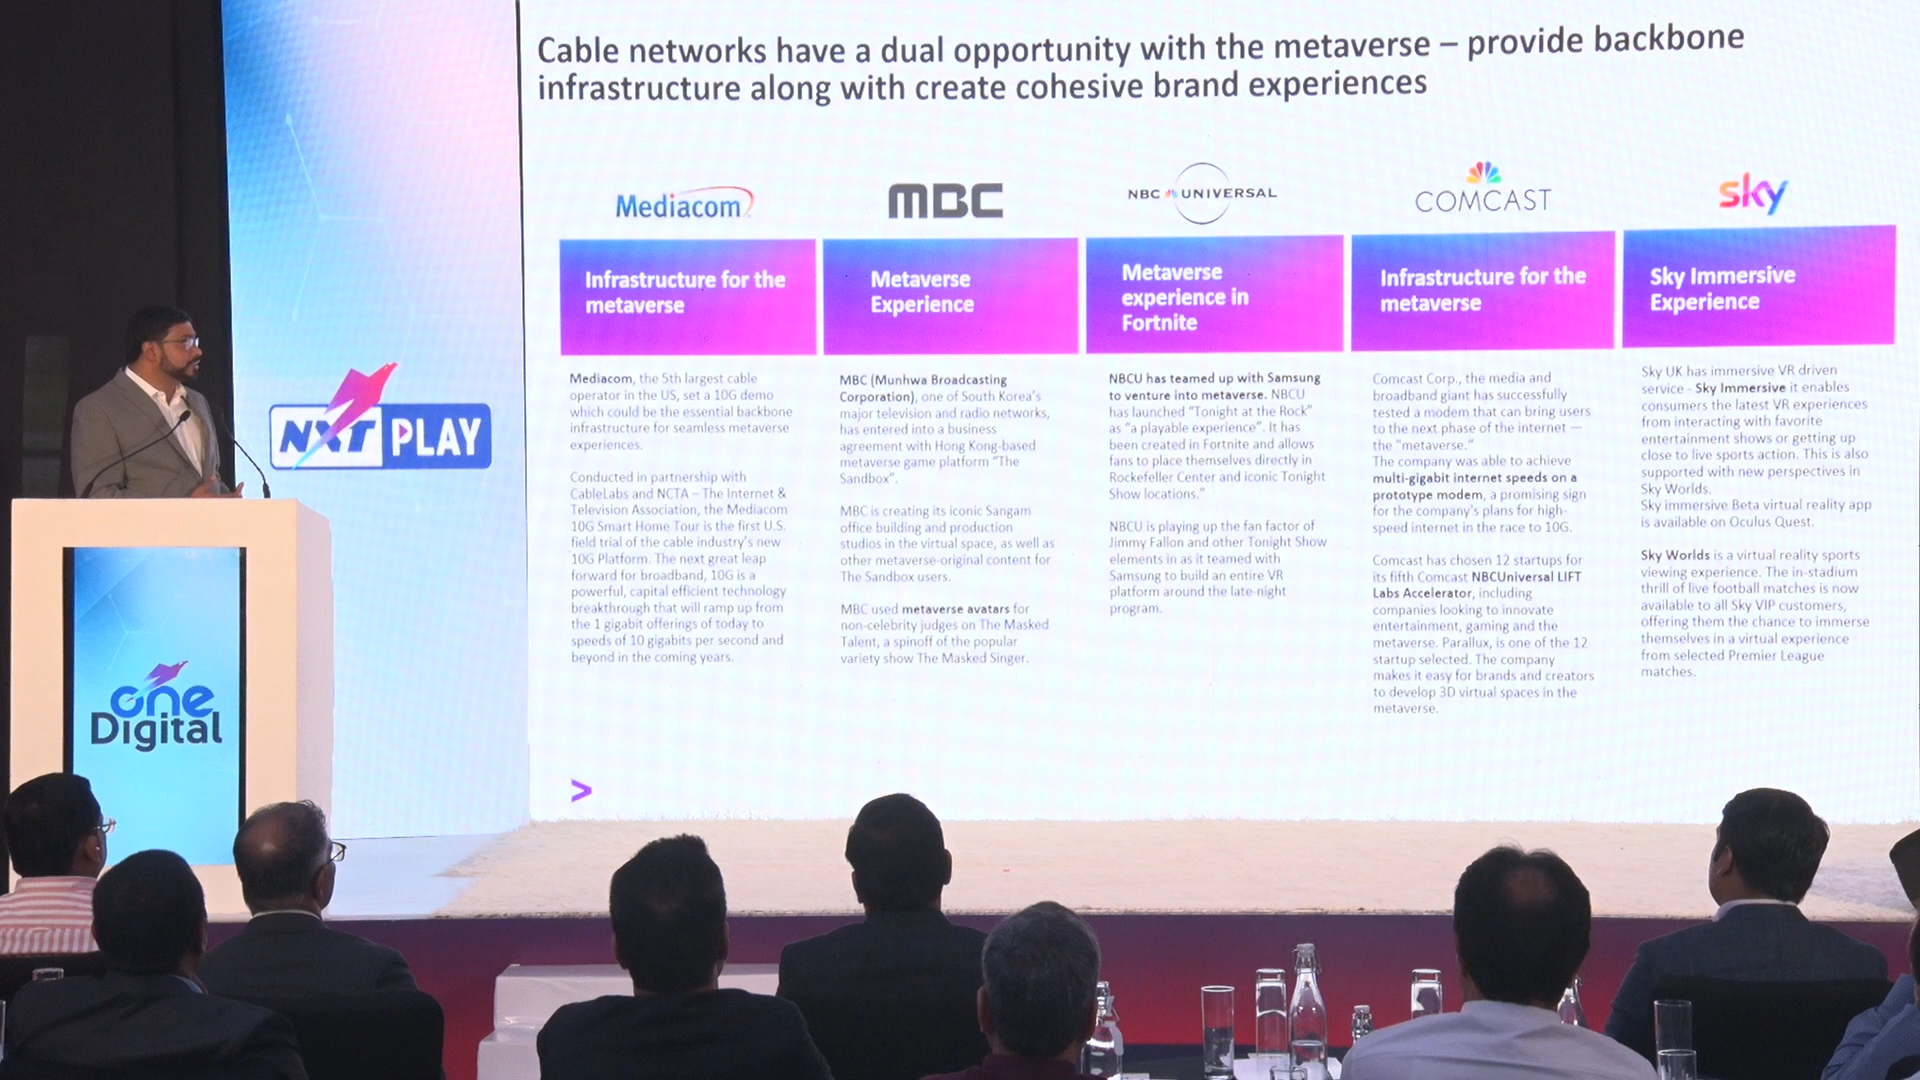 Cable networks have a dual opportunity with the metaverse – provide backbone
infrastructure along with create cohesive brand experiences
Mediacom
Infrastructure for the
metaverse
Mediacom, the 5th largest cable
operator in the US, set a 10G demo
which could be the essential backbone
infrastructure for seamless metaverse
experiences.
Conducted in partnership with
CableLabs and NCTA – The Internet &
Television Association, the Mediacom
10G Smart Home Tour is the first U.S.
field trial of the cable industry's new
10G Platform. The next great leap
forward for broadband, 10G is a
powerful, capital efficient technology
breakthrough that will ramp up from
the 1 gigabit offerings of today to
speeds of 10 gigabits per second and
beyond in the coming years.
MBC
Metaverse
Experience
MBC (Munhwa Broadcasting
Corporation), one of South Korea's
major television and radio networks,
has entered into a business
agreement with Hong Kong-based
metaverse game platform "The
Sandbox".
MBC is creating its iconic Sangam
office building and production
studios in the virtual space, as well as
other metaverse-original content for
The Sandbox users.
MBC used metaverse avatars for
non-celebrity judges on The Masked
Talent, a spinoff of the popular
variety show The Masked Singer.
NBC UNIVERSAL
Metaverse
experience in
Fortnite
NBCU has teamed up with Samsung
to venture into metaverse. NBCU
has launched "Tonight at the Rock"
as "a playable experience". It has
been created in Fortnite and allows
fans to place themselves directly in
Rockefeller Center and iconic Tonight
Show locations."
NBCU is playing up the fan factor of
Jimmy Fallon and other Tonight Show
elements in as it teamed with
Samsung to build an entire VR
platform around the late-night
program.
COMCAST
Infrastructure for the
metaverse
Comcast Corp., the media and
broadband giant has successfully
tested a modem that can bring users
to the next phase of the internet —
the "metaverse."
The company was able to achieve
multi-gigabit internet speeds on a
prototype modem, a promising sign
for the company's plans for high-
speed internet in the race to 10G.
Comcast has chosen 12 startups for
its fifth Comcast NBCUniversal LIFT
Labs Accelerator, including
companies looking to innovate
entertainment, gaming and the
metaverse. Parallux, is one of the 12
startup selected. The company
makes it easy for brands and creators
to develop 3D virtual spaces in the
metaverse.
sky
Sky Immersive
Experience
Sky UK has immersive VR driven
service - Sky Immersive it enables
consumers the latest VR experiences
from interacting with favorite
entertainment shows or getting up
close to live sports action. This is also
supported with new perspectives in
Sky Worlds.
Sky immersive Beta virtual reality app
is available on Oculus Quest.
Sky Worlds is a virtual reality sports
viewing experience. The in-stadium
thrill of live football matches is now
available to all Sky VIP customers,
offering them the chance to immerse
themselves in a virtual experience
from selected Premier League
matches.
>
NXT PLAY
one
Digital